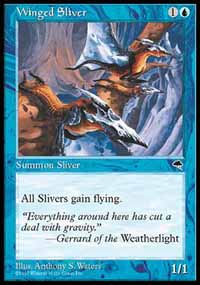 Winged Sliver 1
Summon Sliver
All Slivers gain flying.
"Everything around here has cut a
deal with gravity."
—Gerrard of the Weatherlight
Illus. Anthony S. Waters
1/1